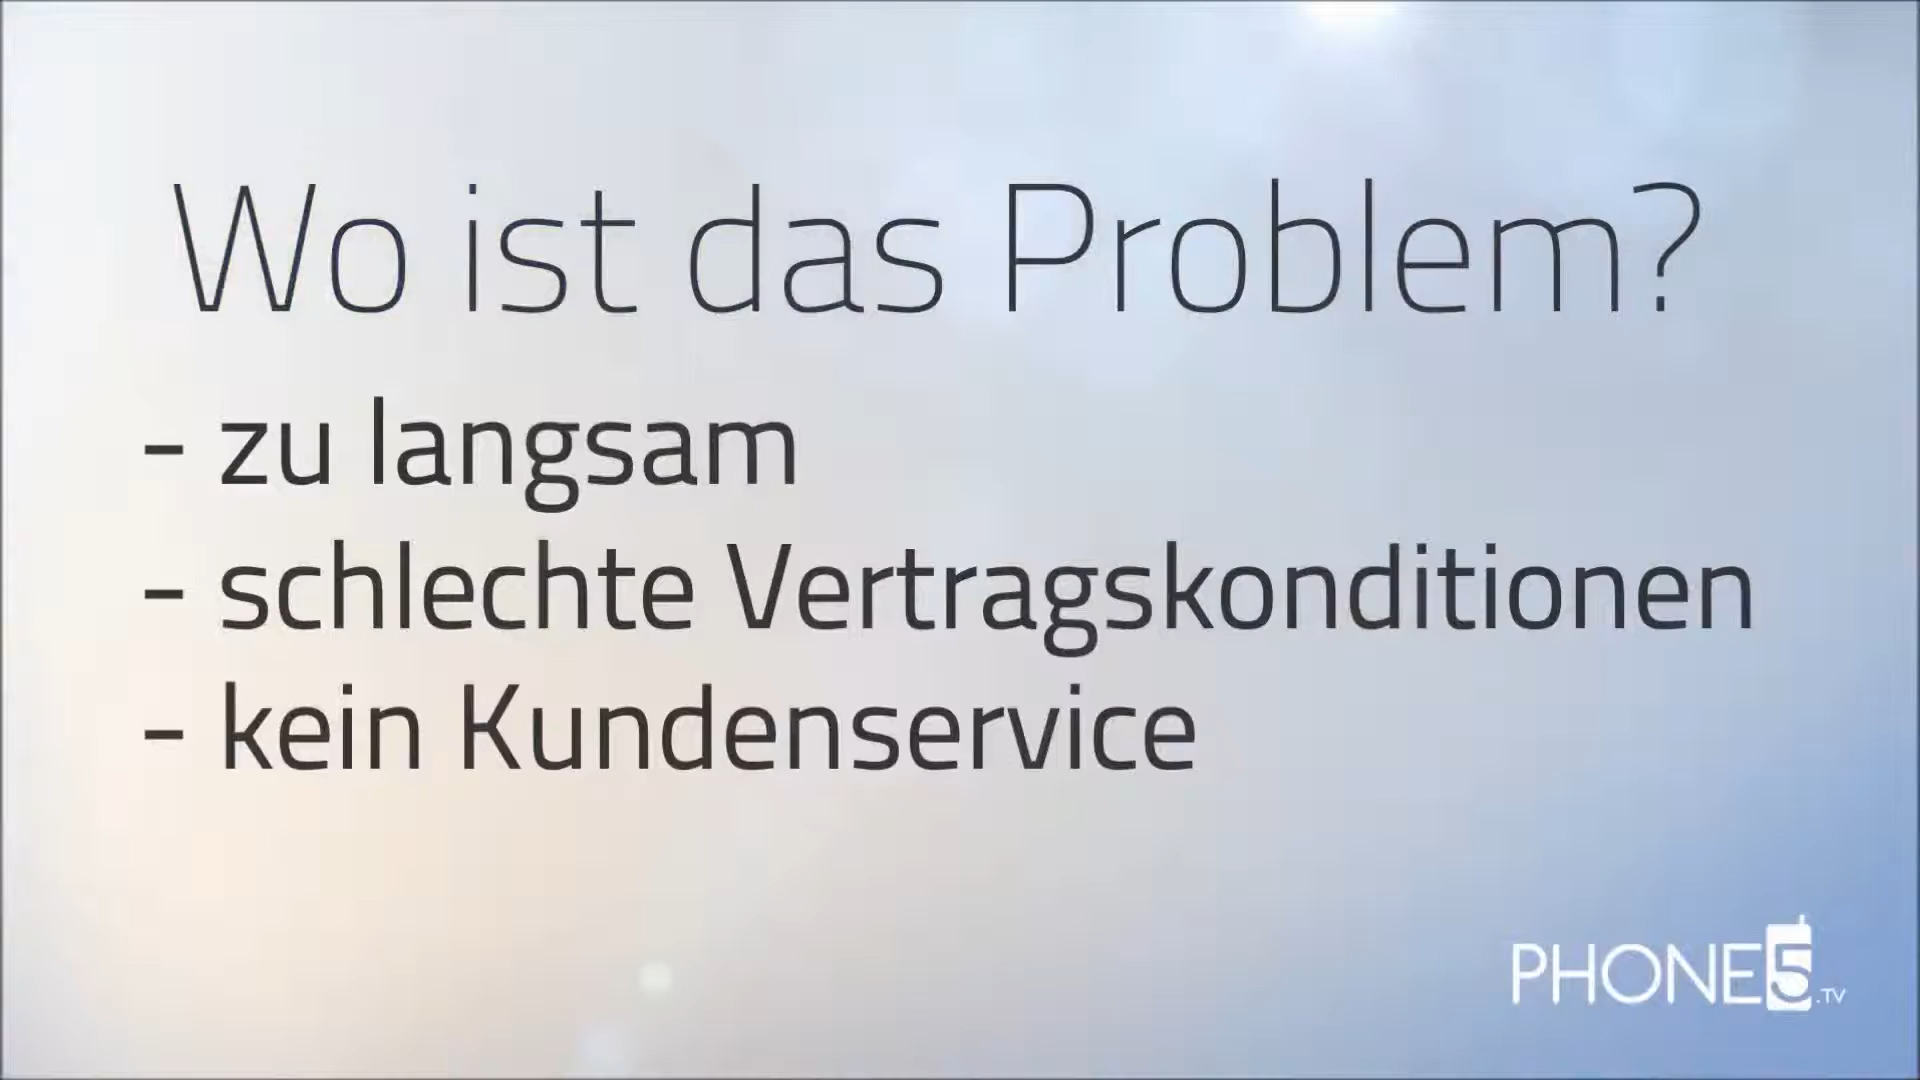 Wo ist das Problem?
- zu langsam
- schlechte Vertragskonditionen
- kein Kundenservice
PHONE5.TV